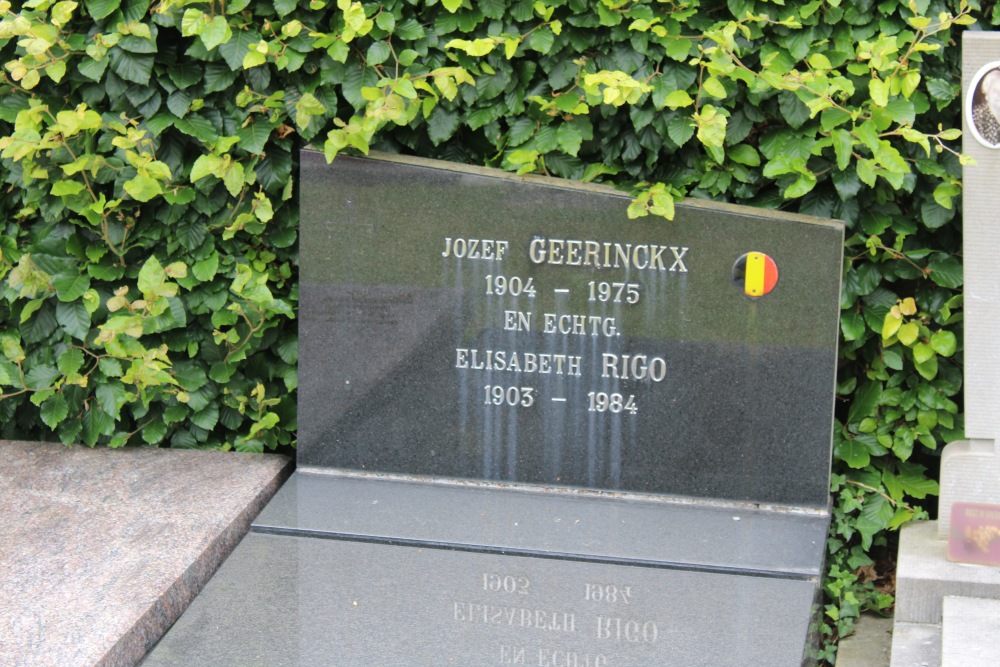 JOZEF GEERINCKX
1904 – 1975
EN ECHTG.
ELISABETH RIGO
1903 – 1984